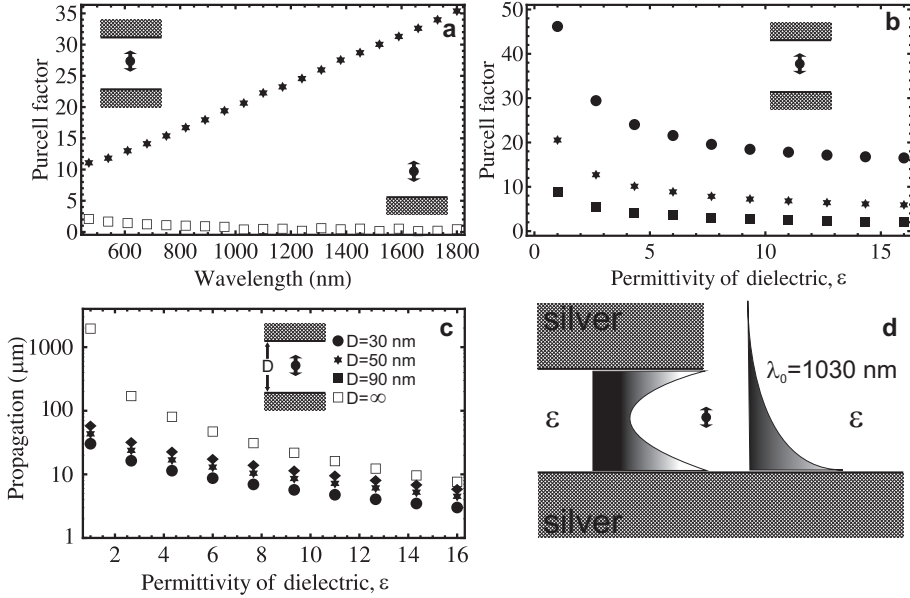 35
30
25
20
15
10
5
0
Purcell factor
a
600 800 1000 1200 1400 1600 1800
Wavelength (nm)
50
40
30
20
10
0
Purcell factor
b
0 5 10 15
Permittivity of dielectric, ε
1000
100
10
1
Propagation (μm)
c
D
D=30 nm
D=50 nm
D=90 nm
D=∞
2 4 6 8 10 12 14 16
Permittivity of dielectric, ε
d
silver
λ0=1030 nm
ε
ε
silver